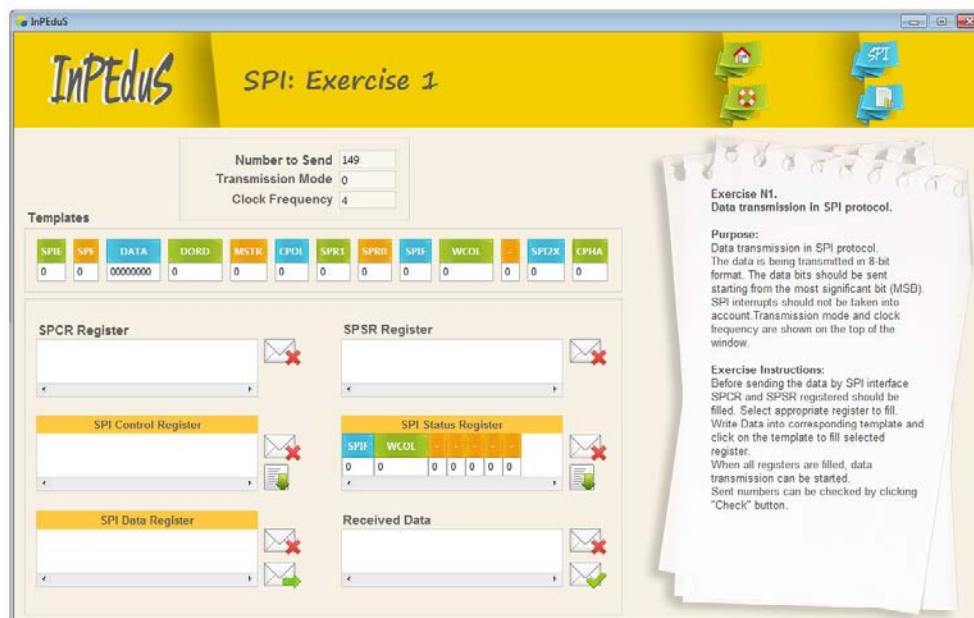 InPEduS
InPEduS
SPI: Exercise 1
SPI
Number to Send 149
Transmission Mode 0
Clock Frequency 4
Templates
SPIE SPE DATA DORD MSTR CPOL SPR1 SPR0 SPIF WCOL - SPI2X CPHA
0 0 00000000 0 0 0 0 0 0 0 0 0 0
SPCR Register
SPSR Register
SPI Control Register
SPI Status Register
SPIF WCOL - - - - -
0 0 0 0 0 0 0
SPI Data Register
Received Data
Exercise N1.
Data transmission in SPI protocol.
Purpose:
Data transmission in SPI protocol.
The data is being transmitted in 8-bit
format. The data bits should be sent
starting from the most significant bit (MSB).
SPI interrupts should not be taken into
account.Transmission mode and clock
frequency are shown on the top of the
window.
Exercise Instructions:
Before sending the data by SPI interface
SPCR and SPSR registered should be
filled. Select appropriate register to fill.
Write Data into corresponding template and
click on the template to fill selected
register.
When all registers are filled, data
transmission can be started.
Sent numbers can be checked by clicking
"Check" button.